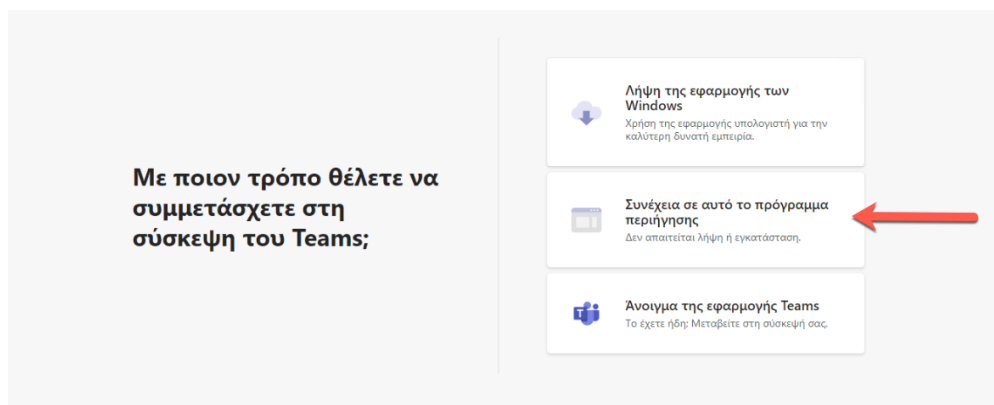 Με ποιον τρόπο θέλετε να
συμμετάσχετε στη
σύσκεψη του Teams;
Λήψη της εφαρμογής των
Windows
Χρήση της εφαρμογής υπολογιστή για την
καλύτερη δυνατή εμπειρία.
Συνέχεια σε αυτό το πρόγραμμα
περιήγησης
Δεν απαιτείται λήψη ή εγκατάσταση.
Άνοιγμα της εφαρμογής Teams
Το έχετε ήδη; Μεταβείτε στη σύσκεψή σας.